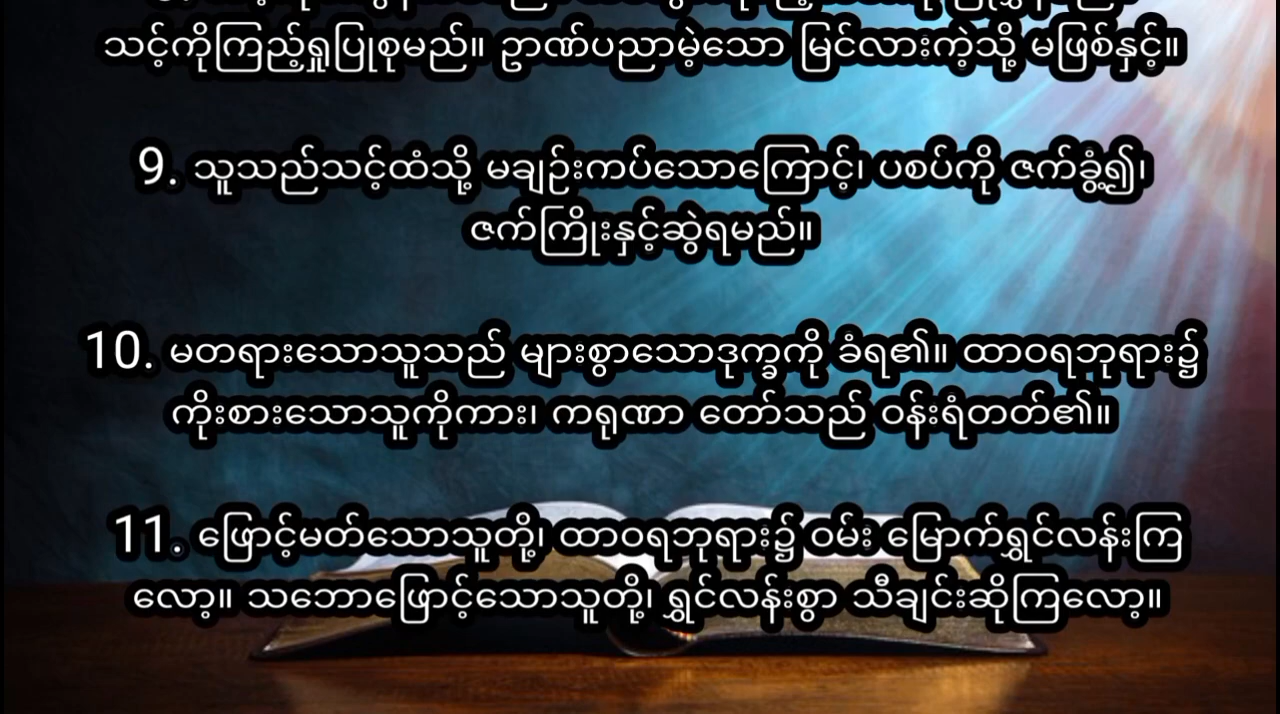 သင့်ကိုကြည့်ရှုပြုစုမည်။ ဥာဏ်ပညာမဲ့သော မြင်လားကဲ့သို့ မဖြစ်နှင့်။
9. သူသည်သင့်ထံသို့ မချဉ်းကပ်သောကြောင့်၊ ပစပ်ကို ဇက်ခွံ့၍၊
ဇက်ကြိုးနှင့်ဆွဲရမည်။
10. မတရားသောသူသည် များစွာသောဒုက္ခကို ခံရ၏။ ထာဝရဘုရား၌
ကိုးစားသောသူကိုကား၊ ကရုဏာ တော်သည် ဝန်းရံတတ်၏။
11. ဖြောင့်မတ်သောသူတို့၊ ထာဝရဘုရား၌ ဝမ်း မြောက်ရွှင်လန်းကြ
လော့။ သဘောဖြောင့်သောသူတို့၊ ရွှင်လန်းစွာ သီချင်းဆိုကြလော့။